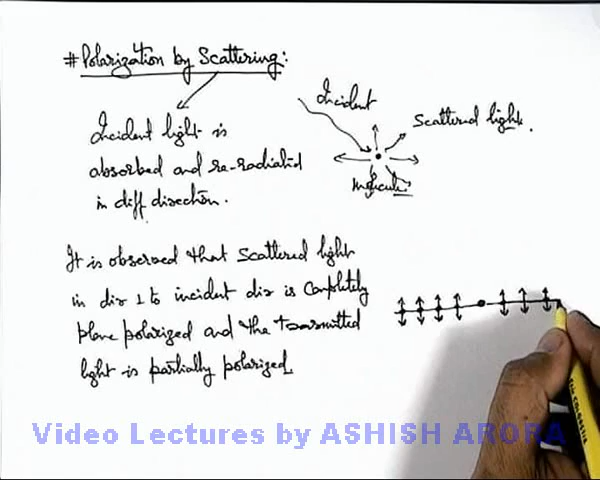 # Polarization by Scattering:
Incident
Scattered light.
Molecule
Incident light is
absorbed and re-radiated
in diff direction.
It is observed that scattered light
in dir ⊥ to incident dir is completely
plane polarized and the transmitted
light is partially polarized
Video Lectures by ASHISH ARORA